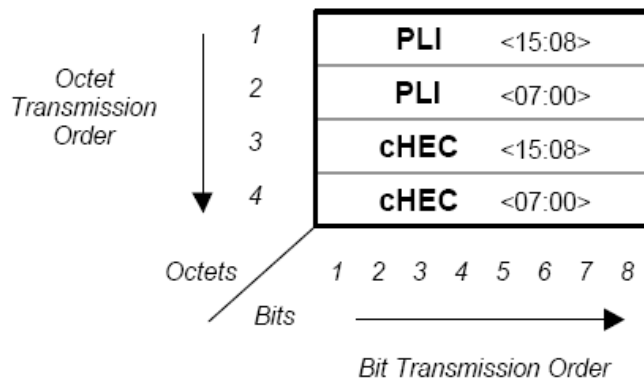 Octet
Transmission
Order
1 PLI <15:08>
2 PLI <07:00>
3 cHEC <15:08>
4 cHEC <07:00>
Octets 1 2 3 4 5 6 7 8
Bits
Bit Transmission Order